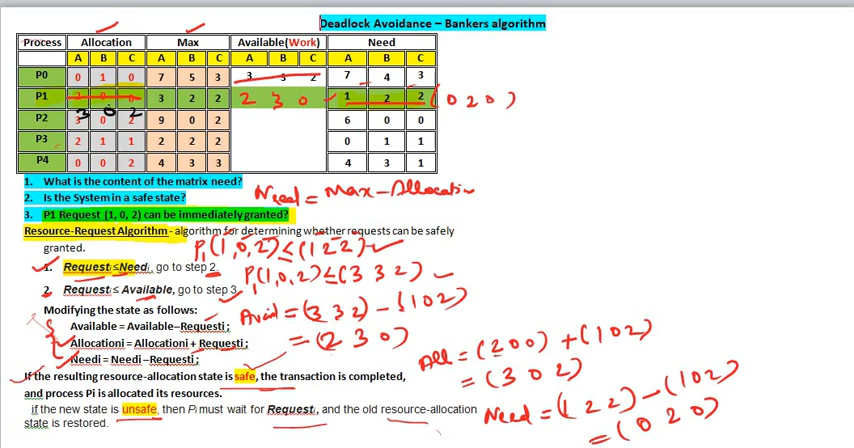 Deadlock Avoidance – Bankers algorithm
Process Allocation Max Available(Work) Need
A B C A B C A B C A B C
P0 0 1 0 7 5 3 3 3 2 7 4 3
P1 2 0 0 3 2 2 2 3 0 1 2 2 (0 2 0)
3 0 2
P2 3 0 2 9 0 2 6 0 0
P3 2 1 1 2 2 2 0 1 1
P4 0 0 2 4 3 3 4 3 1
1. What is the content of the matrix need?
2. Is the System in a safe state?
Need = Max - Allocation
3. P1 Request (1, 0, 2) can be immediately granted?
Resource-Request Algorithm - algorithm for determining whether requests can be safely
granted.
P1(1,0,2) ≤ (1 2 2)
1. Requesti ≤ Needi, go to step 2.
P1(1,0,2) ≤ (3 3 2)
2. Requesti ≤ Available, go to step 3.
Modifying the state as follows:
Avail = (3 3 2) - (1 0 2)
Available = Available–Requesti ;
= (2 3 0)
Allocationi = Allocationi + Requesti ;
All = (2 0 0) + (1 0 2)
Needi = Needi–Requesti ;
= (3 0 2)
If the resulting resource-allocation state is safe, the transaction is completed,
and process Pi is allocated its resources.
Need = (1 2 2) - (1 0 2)
if the new state is unsafe, then Pi must wait for Requesti, and the old resource-allocation
= (0 2 0)
state is restored.